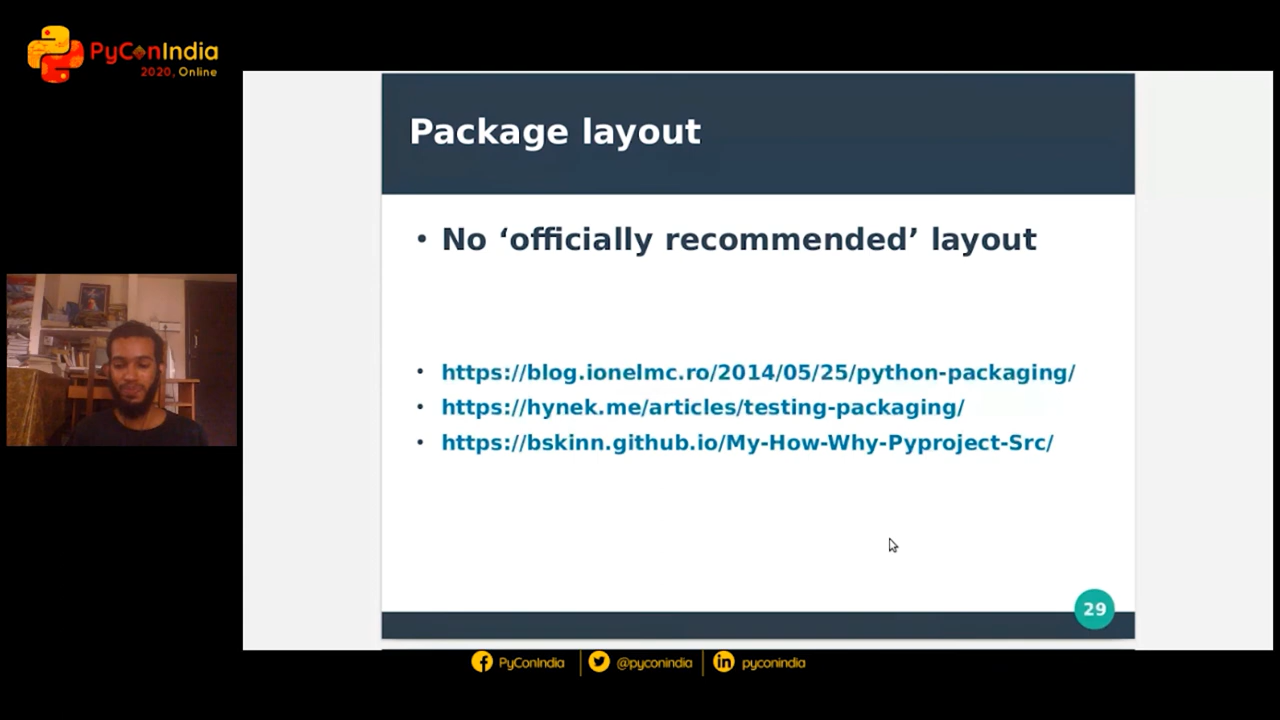 PyConIndia
2020, Online
Package layout
• No ‘officially recommended’ layout
• https://blog.ionelmc.ro/2014/05/25/python-packaging/
• https://hynek.me/articles/testing-packaging/
• https://bskinn.github.io/My-How-Why-Pyproject-Src/
29
PyConIndia
@pyconindia
pyconindia